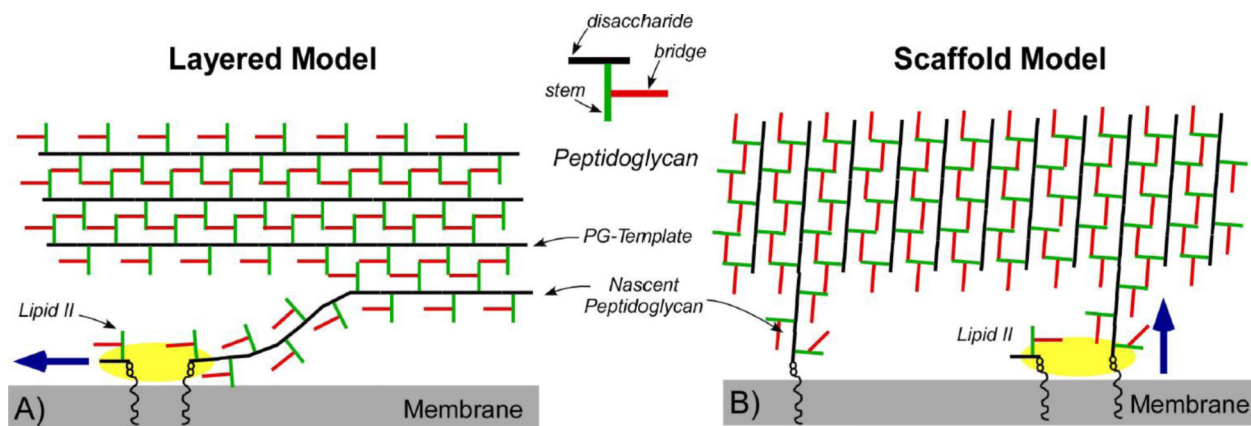 disaccharide
Layered Model
bridge
Scaffold Model
stem
Peptidoglycan
PG-Template
Nascent
Peptidoglycan
Lipid II
Lipid II
A)
Membrane
B)
Membrane